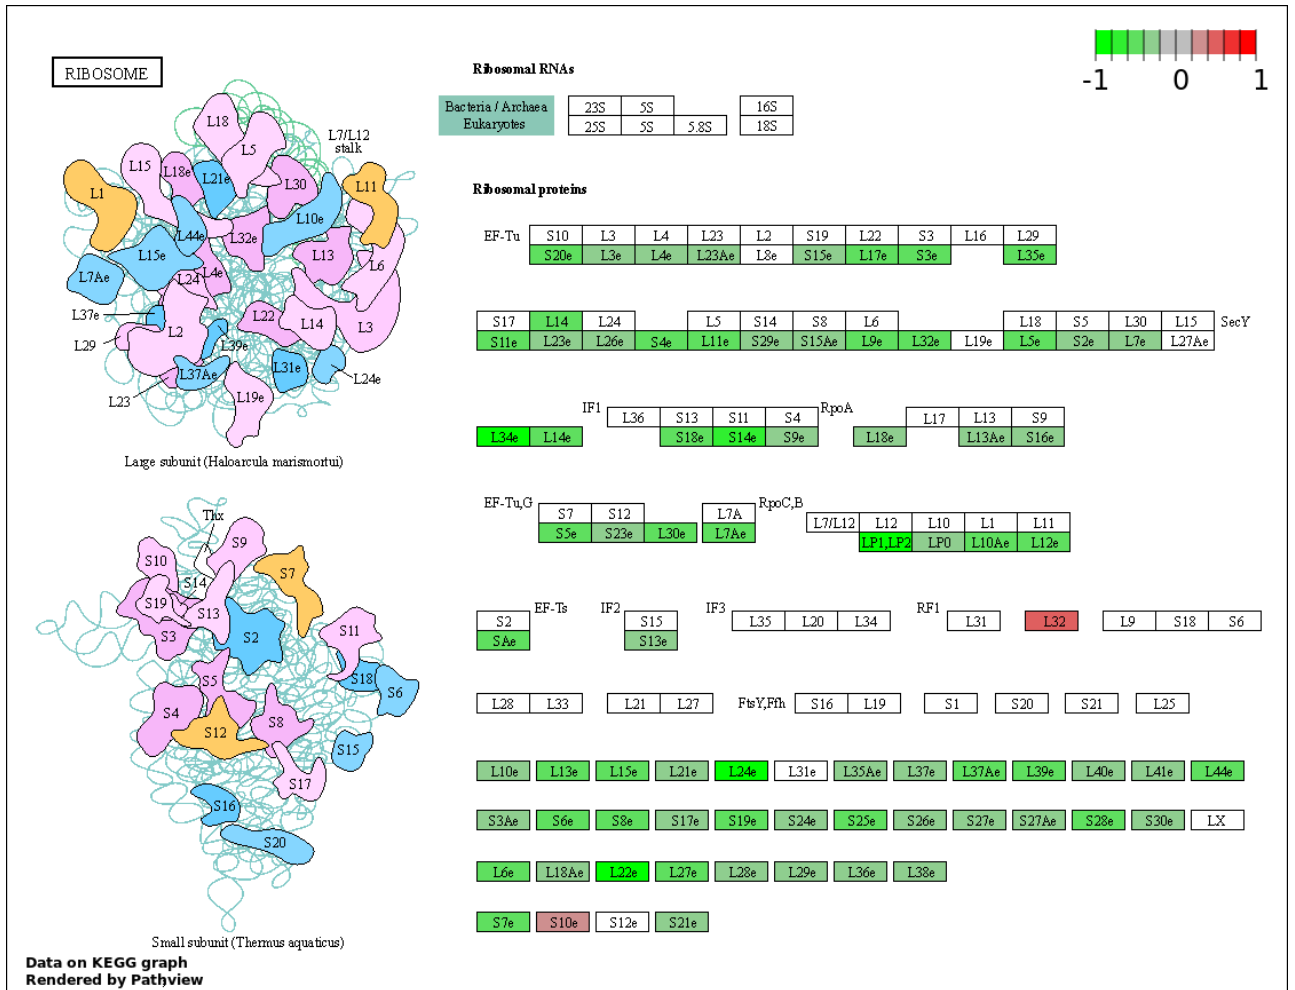 RIBOSOME
-1 0 1
Ribosomal RNAs
Bacteria / Archaea 23S 5S 16S
Eukaryotes 25S 5S 5.8S 18S
Ribosomal proteins
EF-Tu S10 L3 L4 L23 L2 S19 L22 S3 L16 L29
S20e L3e L4e L23Ae L8e S15e L17e S3e L35e
S17 L14 L24 L5 S14 S8 L6 L18 S5 L30 L15 SecY
S11e L23e L26e S4e L11e S29e S15Ae L9e L32e L19e L5e S2e L7e L27Ae
IF1 L36 S13 S11 S4 RpoA L17 L13 S9
L34e L14e S18e S14e S9e L18e L13Ae S16e
EF-Tu,G S7 S12 L7A RpoC,B L7/L12 L12 L10 L1 L11
S5e S23e L30e L7Ae LP1,LP2 LP0 L10Ae L12e
S2 EF-Ts IF2 S15 IF3 L35 L20 L34 RF1 L31 L32 L9 S18 S6
SAe S13e
L28 L33 L21 L27 FtsY,Ffh S16 L19 S1 S20 S21 L25
L10e L13e L15e L21e L24e L31e L35Ae L37e L37Ae L39e L40e L41e L44e
S3Ae S6e S8e S17e S19e S24e S25e S26e S27e S27Ae S28e S30e LX
L6e L18Ae L22e L27e L28e L29e L36e L38e
S7e S10e S12e S21e
L18
L5
L7/L12
stalk
L15
L18e
L21e
L30
L11
L1
L10e
L44e
L32e
L15e
L13
L6
L7Ae
L24
L4e
L37e
L2
L22
L14
L3
L29
L39e
L37Ae
L31e
L24e
L23
L19e
Large subunit (Haloarcula marismortui)
Thx
S9
S10
S7
S14
S19
S13
S3
S2
S11
S5
S18
S6
S4
S12
S8
S15
S17
S16
S20
Small subunit (Thermus aquaticus)
Data on KEGG graph
Rendered by Pathview